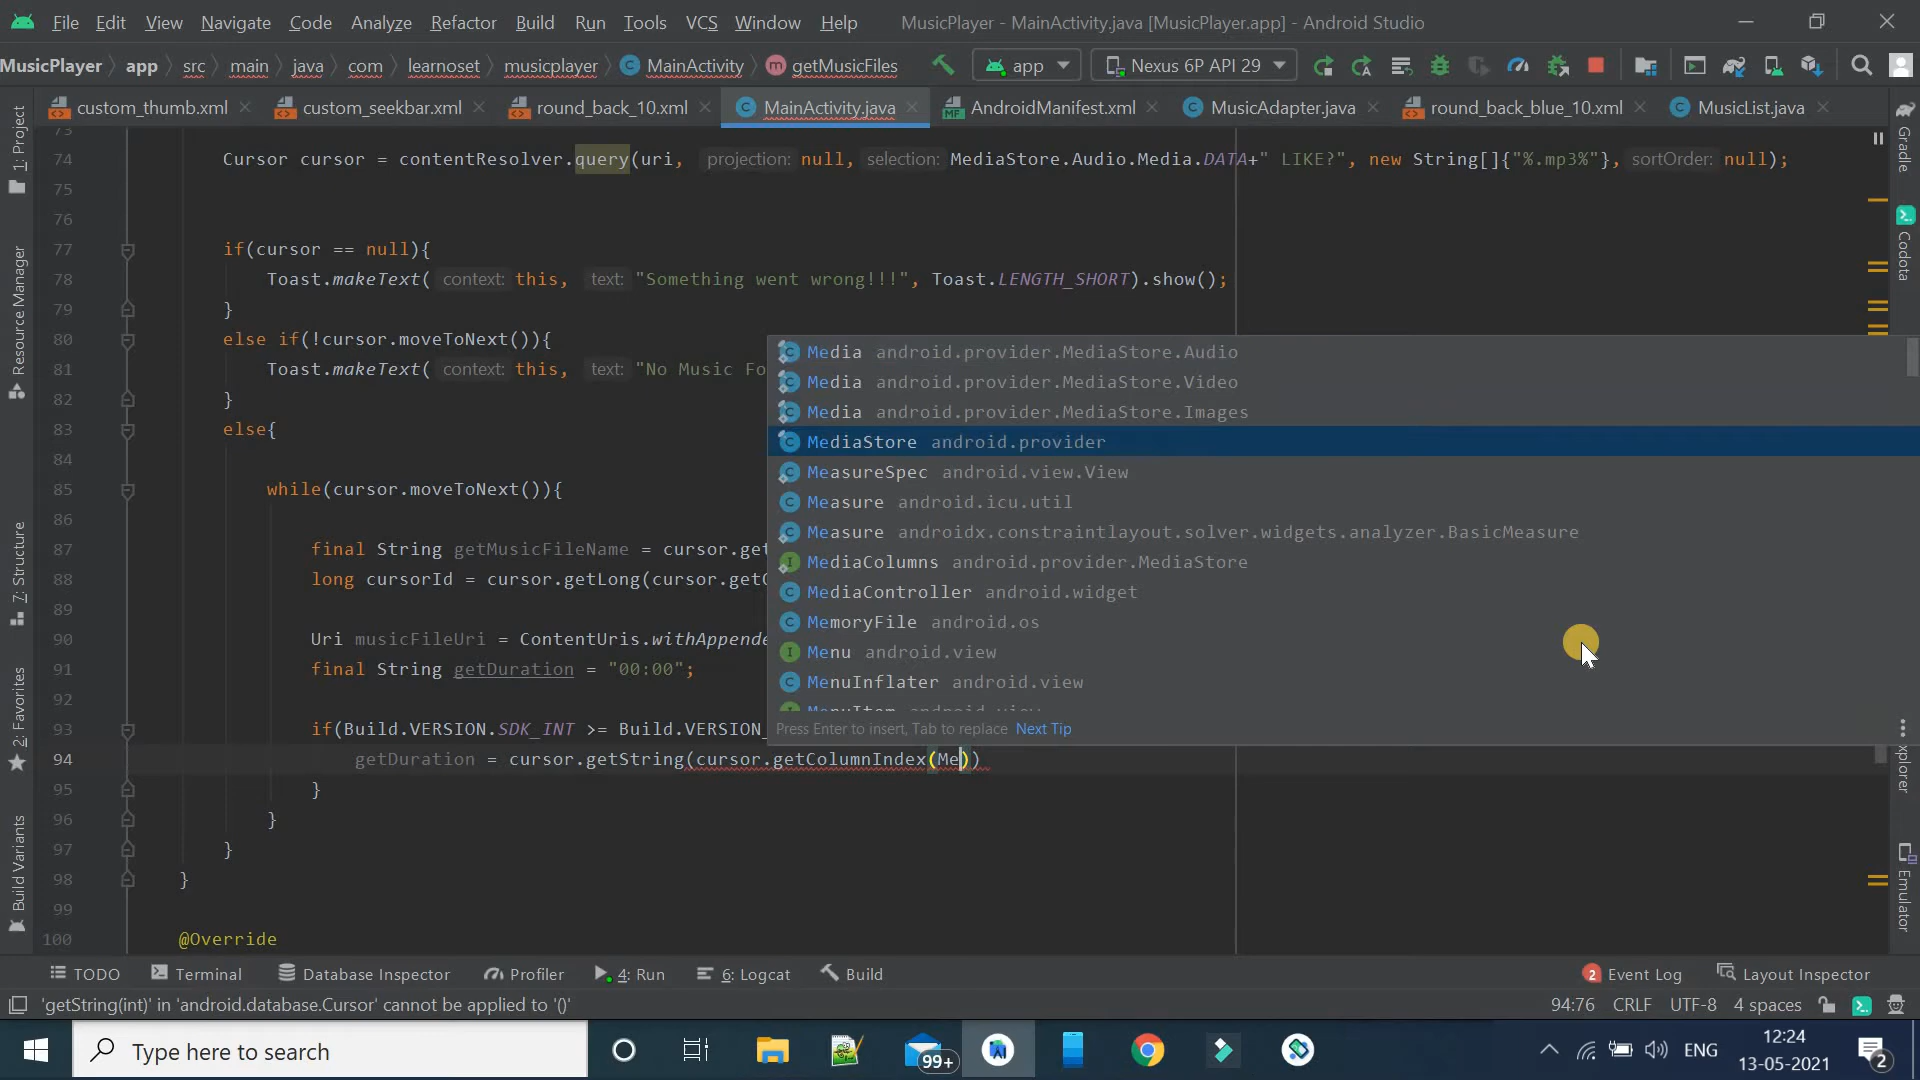 File Edit View Navigate Code Analyze Refactor Build Run Tools VCS Window Help MusicPlayer - MainActivity.java [MusicPlayer.app] - Android Studio
MusicPlayer app src main java com learnoset musicplayer MainActivity getMusicFiles app Nexus 6P API 29
custom_thumb.xml custom_seekbar.xml round_back_10.xml MainActivity.java AndroidManifest.xml MusicAdapter.java round_back_blue_10.xml MusicList.java
1: Project
Resource Manager
7: Structure
2: Favorites
Build Variants
73
74 Cursor cursor = contentResolver.query(uri, projection: null, selection: MediaStore.Audio.Media.DATA+" LIKE?", new String[]{"%.mp3%"}, sortOrder: null);
75
76
77 if(cursor == null){
78 Toast.makeText( context: this, text: "Something went wrong!!!", Toast.LENGTH_SHORT).show();
79 }
80 else if(!cursor.moveToNext()){
81 Toast.makeText( context: this, text: "No Music Fo
82 }
83 else{
84
85 while(cursor.moveToNext()){
86
87 final String getMusicFileName = cursor.get
88 long cursorId = cursor.getLong(cursor.get
89
90 Uri musicFileUri = ContentUris.withAppende
91 final String getDuration = "00:00";
92
93 if(Build.VERSION.SDK_INT >= Build.VERSION_
94 getDuration = cursor.getString(cursor.getColumnIndex(Me))
95 }
96 }
97 }
98 }
99
100 @Override
Media android.provider.MediaStore.Audio
Media android.provider.MediaStore.Video
Media android.provider.MediaStore.Images
MediaStore android.provider
MeasureSpec android.view.View
Measure android.icu.util
Measure androidx.constraintlayout.solver.widgets.analyzer.BasicMeasure
MediaColumns android.provider.MediaStore
MediaController android.widget
MemoryFile android.os
Menu android.view
MenuInflater android.view
MenuItem android.view
Press Enter to insert, Tab to replace Next Tip
Gradle
Codota
xplorer
Emulator
TODO Terminal Database Inspector Profiler 4: Run 6: Logcat Build 2 Event Log Layout Inspector
'getString(int)' in 'android.database.Cursor' cannot be applied to '()' 94:76 CRLF UTF-8 4 spaces
Type here to search 99+ ENG 12:24
13-05-2021 2